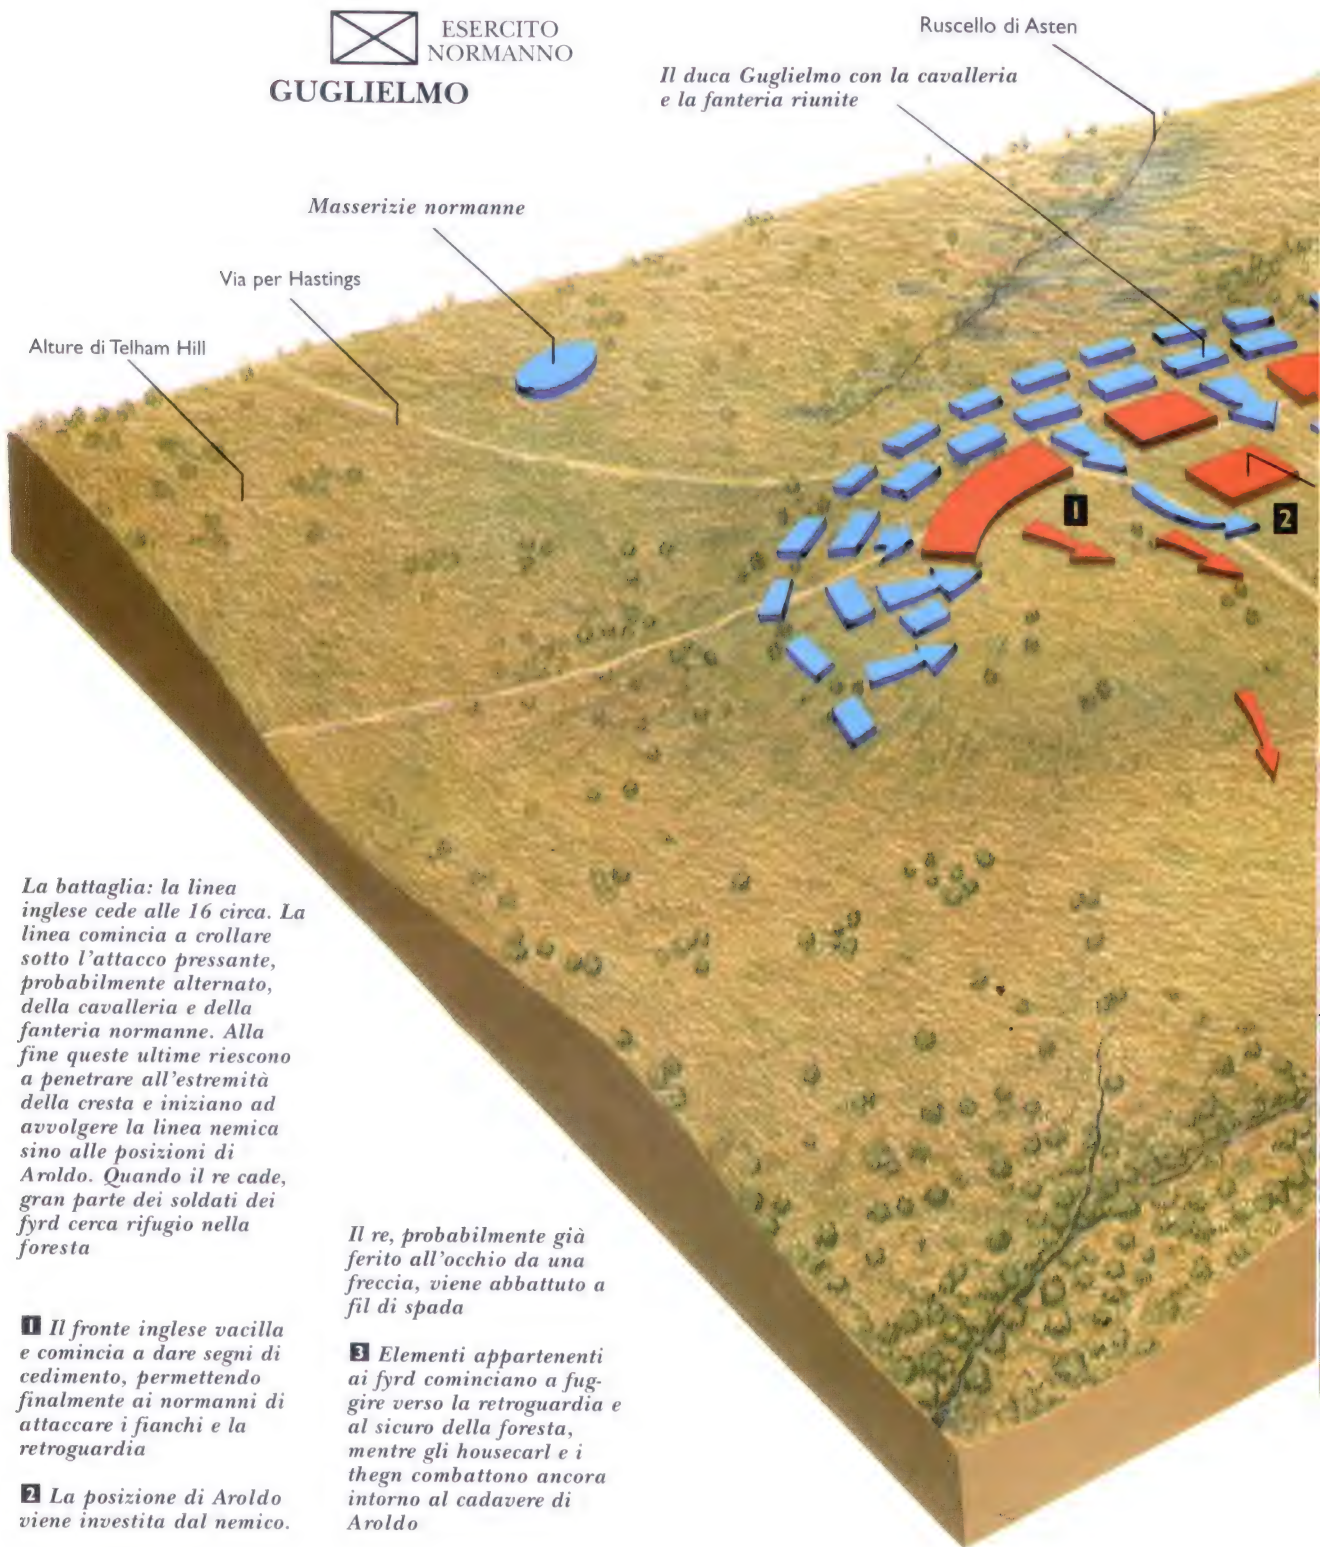 ESERCITO
NORMANNO
GUGLIELMO
Ruscello di Asten
Il duca Guglielmo con la cavalleria
e la fanteria riunite
Masserizie normanne
Via per Hastings
Alture di Telham Hill
1
2
La battaglia: la linea
inglese cede alle 16 circa. La
linea comincia a crollare
sotto l'attacco pressante,
probabilmente alternato,
della cavalleria e della
fanteria normanne. Alla
fine queste ultime riescono
a penetrare all'estremità
della cresta e iniziano ad
avvolgere la linea nemica
sino alle posizioni di
Aroldo. Quando il re cade,
gran parte dei soldati dei
fyrd cerca rifugio nella
foresta
1 Il fronte inglese vacilla
e comincia a dare segni di
cedimento, permettendo
finalmente ai normanni di
attaccare i fianchi e la
retroguardia
2 La posizione di Aroldo
viene investita dal nemico.
Il re, probabilmente già
ferito all'occhio da una
freccia, viene abbattuto a
fil di spada
3 Elementi appartenenti
ai fyrd cominciano a fug-
gire verso la retroguardia e
al sicuro della foresta,
mentre gli housecarl e i
thegn combattono ancora
intorno al cadavere di
Aroldo